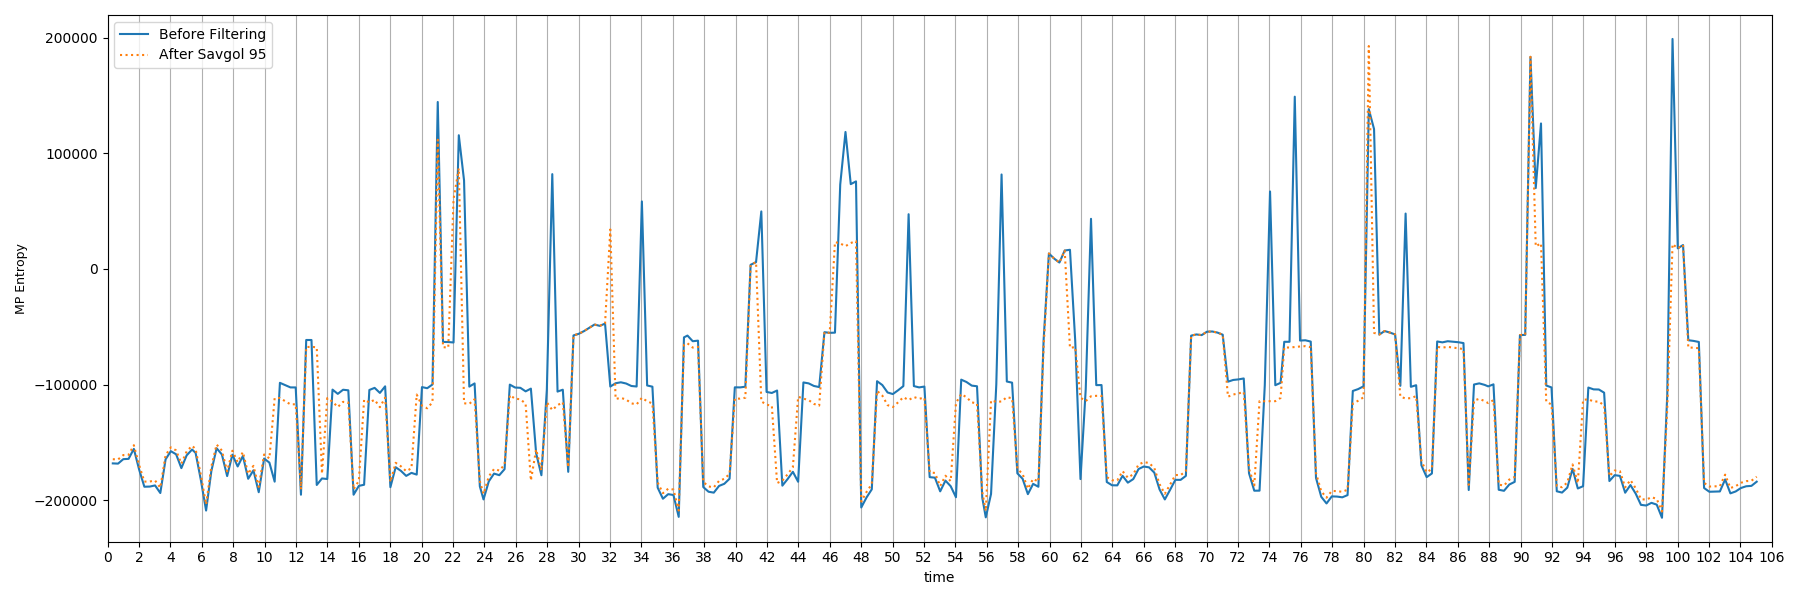 Before Filtering
After Savgol 95
200000
100000
0
−100000
−200000
MP Entropy
0 2 4 6 8 10 12 14 16 18 20 22 24 26 28 30 32 34 36 38 40 42 44 46 48 50 52 54 56 58 60 62 64 66 68 70 72 74 76 78 80 82 84 86 88 90 92 94 96 98 100 102 104 106
time